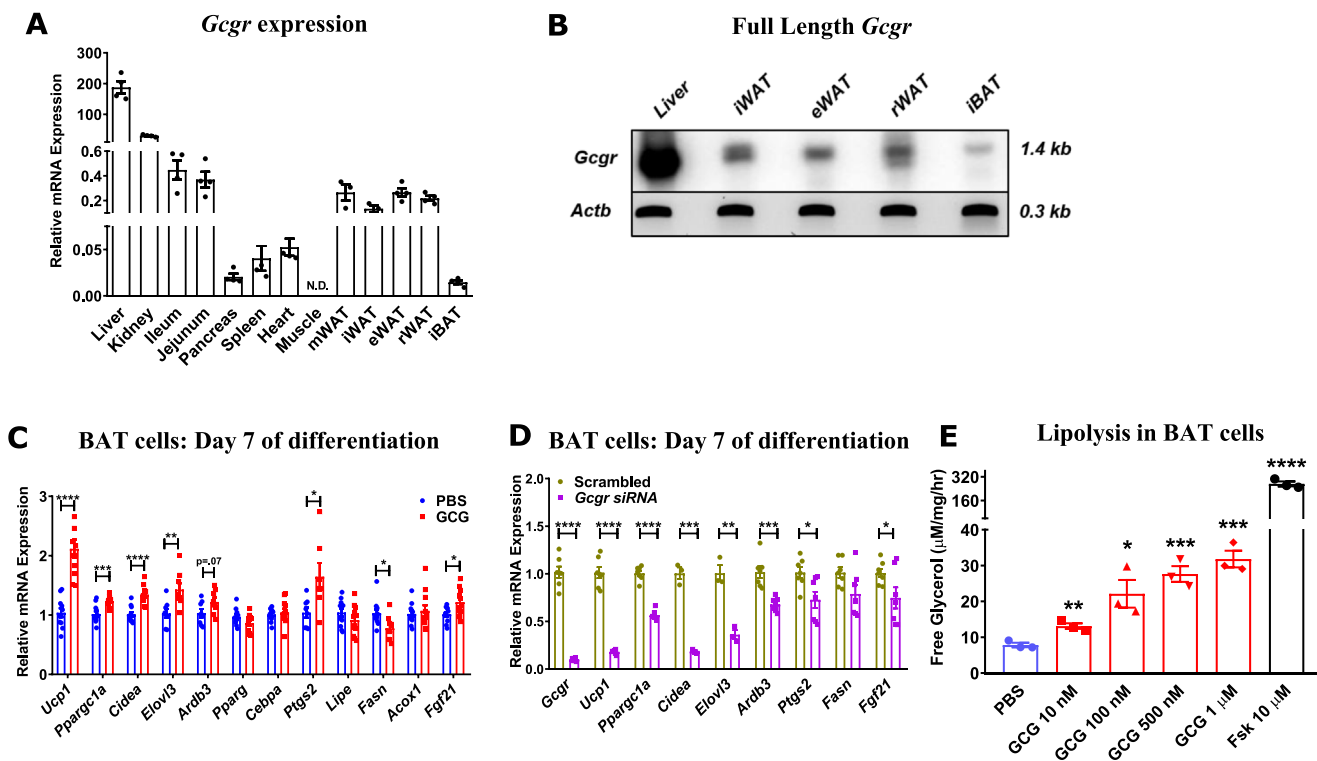 A
Gcgr expression
Relative mRNA Expression
300
200
100
0.6
0.4
0.2
0.05
0.00
N.D.
Liver
Kidney
Ileum
Jejunum
Pancreas
Spleen
Heart
Muscle
mWAT
iWAT
eWAT
rWAT
iBAT
B
Full Length Gcgr
Liver
iWAT
eWAT
rWAT
iBAT
Gcgr
1.4 kb
Actb
0.3 kb
C
BAT cells: Day 7 of differentiation
Relative mRNA Expression
3
2
1
0
PBS
GCG
****
***
****
**
p=.07
*
*
*
Ucp1
Ppargc1a
Cidea
Elovl3
Ardb3
Pparg
Cebpa
Ptgs2
Lipe
Fasn
Acox1
Fgf21
D
BAT cells: Day 7 of differentiation
Relative mRNA Expression
2.0
1.5
1.0
0.5
0.0
Scrambled
Gcgr siRNA
****
****
****
***
**
***
*
*
Gcgr
Ucp1
Ppargc1a
Cidea
Elovl3
Ardb3
Ptgs2
Fasn
Fgf21
E
Lipolysis in BAT cells
Free Glycerol (μM/mg/hr)
320
160
40
30
20
10
0
**
*
***
***
****
PBS
GCG 10 nM
GCG 100 nM
GCG 500 nM
GCG 1 μM
Fsk 10 μM